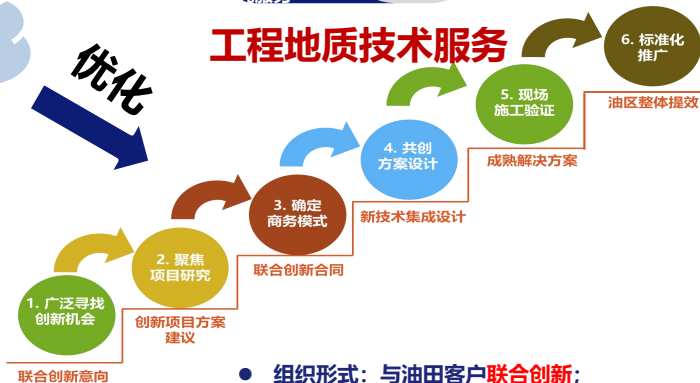 工程地质技术服务
优化
6. 标准化
推广
油区整体提效
5. 现场
施工验证
成熟解决方案
4. 共创
方案设计
新技术集成设计
3. 确定
商务模式
联合创新合同
2. 聚焦
项目研究
创新项目方案
建议
1. 广泛寻找
创新机会
联合创新意向
● 组织形式：与油田客户联合创新；